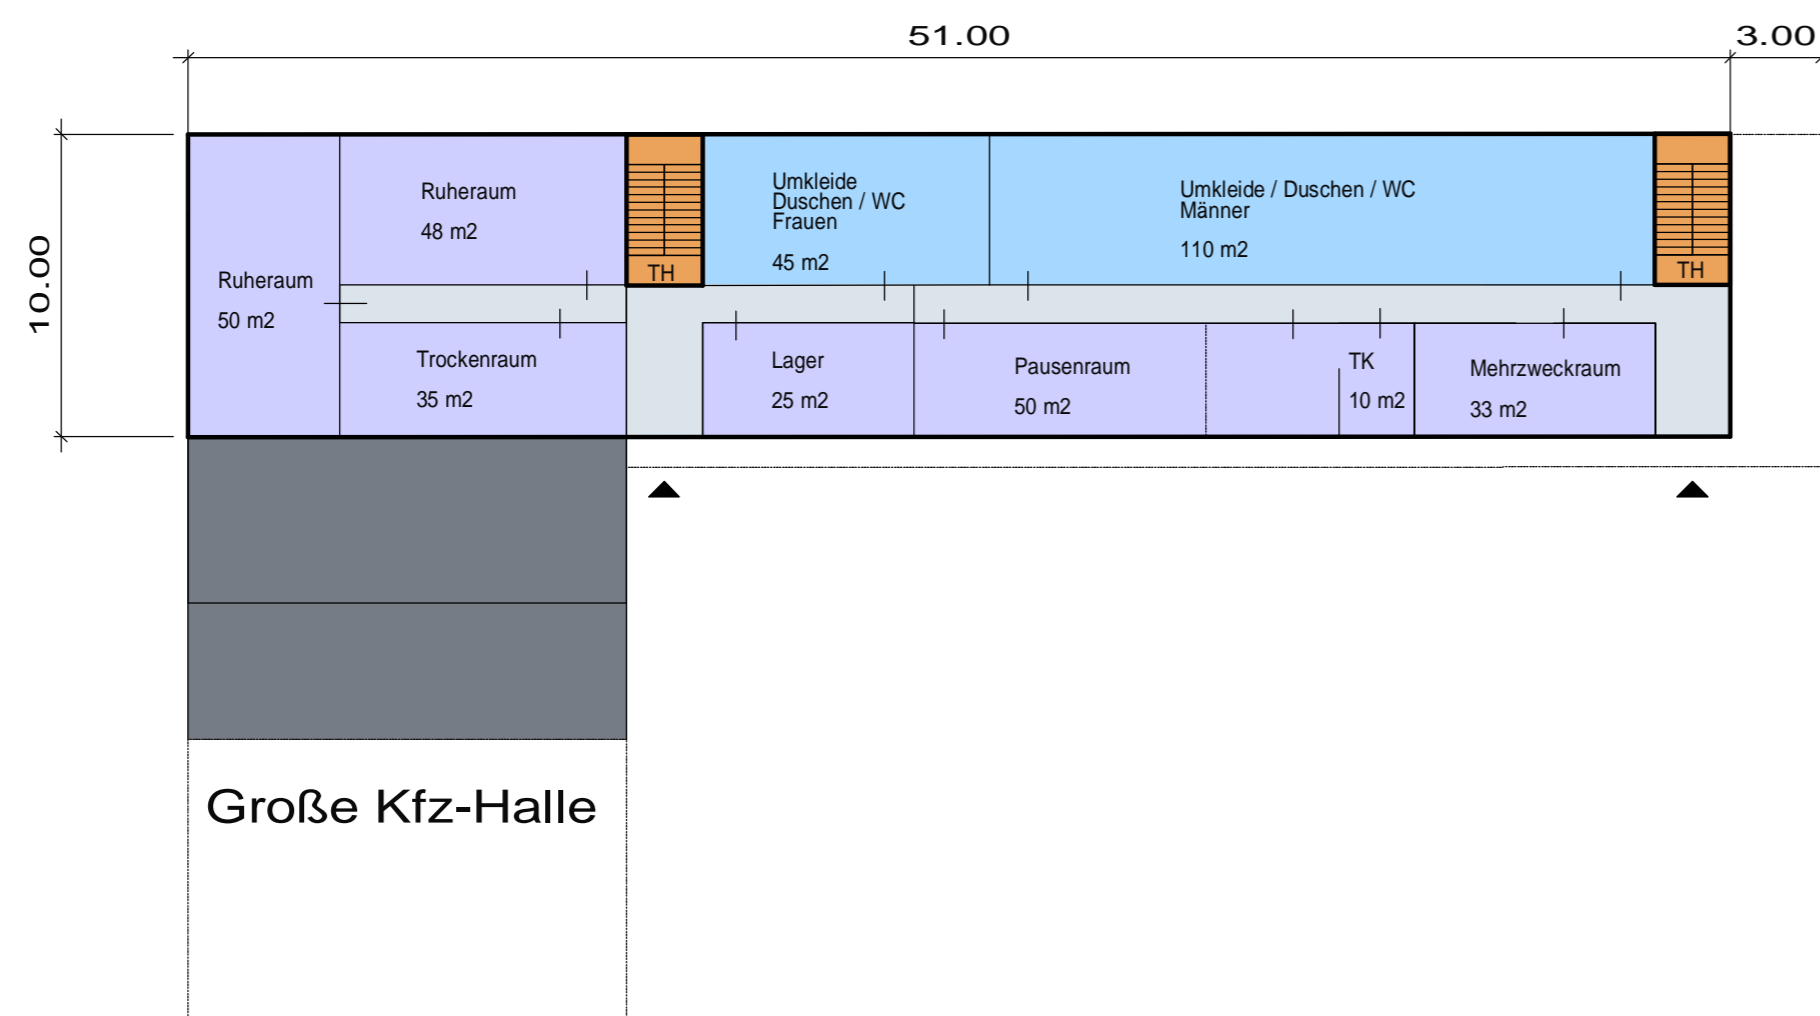 51.00
3.00
10.00
Ruheraum
50 m2
Ruheraum
48 m2
TH
Umkleide
Duschen / WC
Frauen
45 m2
Umkleide / Duschen / WC
Männer
110 m2
TH
Trockenraum
35 m2
Lager
25 m2
Pausenraum
50 m2
TK
10 m2
Mehrzweckraum
33 m2
Große Kfz-Halle